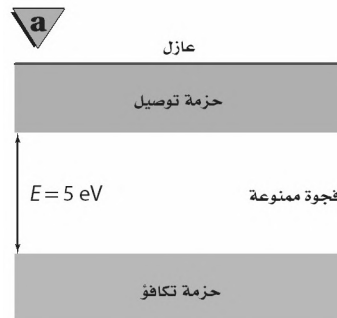 a
عازل
حزمة توصيل
E = 5 eV
فجوة ممنوعة
حزمة تكافؤ